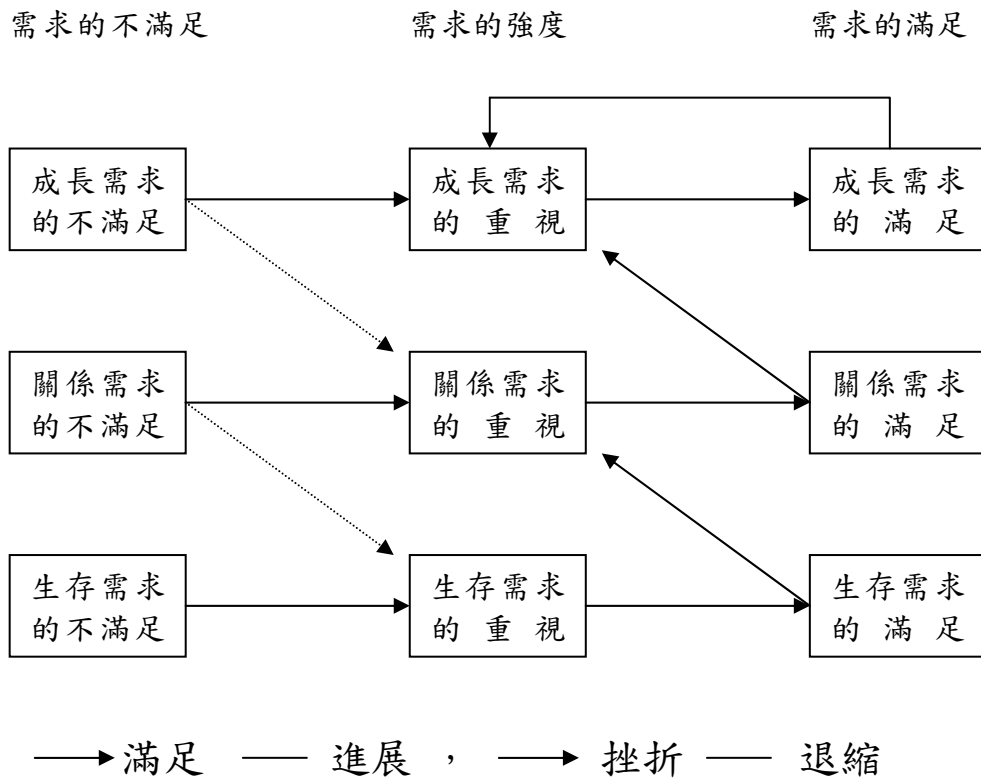 需求的不滿足 需求的強度 需求的滿足
成長需求
的不滿足
成長需求
的重視
成長需求
的滿足
關係需求
的不滿足
關係需求
的重視
關係需求
的滿足
生存需求
的不滿足
生存需求
的重視
生存需求
的滿足
滿足 —— 進展 , 挫折 —— 退縮